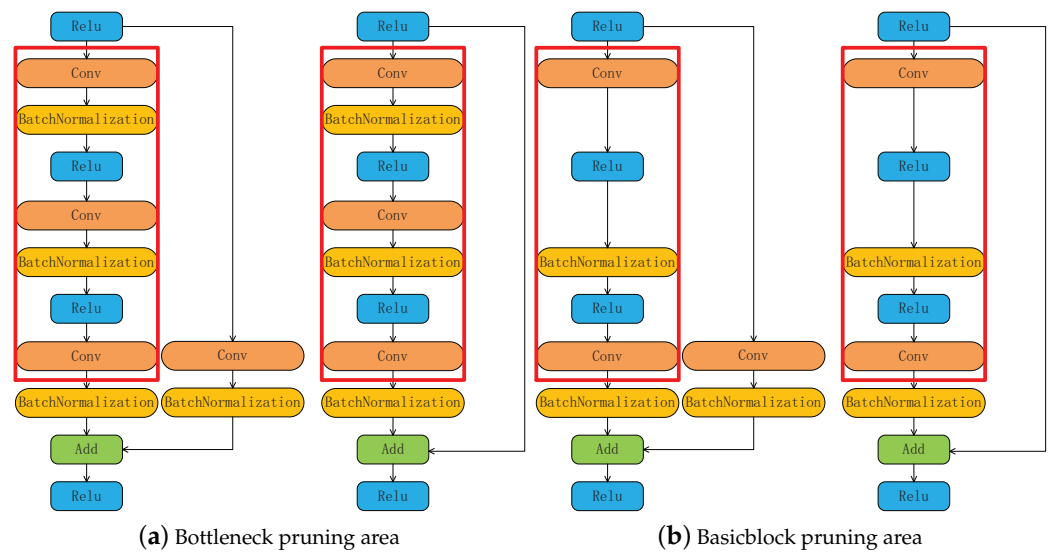 Relu
Conv
BatchNormalization
Relu
Conv
BatchNormalization
Relu
Conv
BatchNormalization
Add
Relu
Conv
BatchNormalization
Relu
Conv
BatchNormalization
Relu
Conv
BatchNormalization
Relu
Conv
BatchNormalization
Add
Relu
(a) Bottleneck pruning area
Relu
Conv
Relu
BatchNormalization
Relu
Conv
BatchNormalization
Add
Relu
Conv
BatchNormalization
Relu
Conv
Relu
BatchNormalization
Relu
Conv
BatchNormalization
Add
Relu
(b) Basicblock pruning area